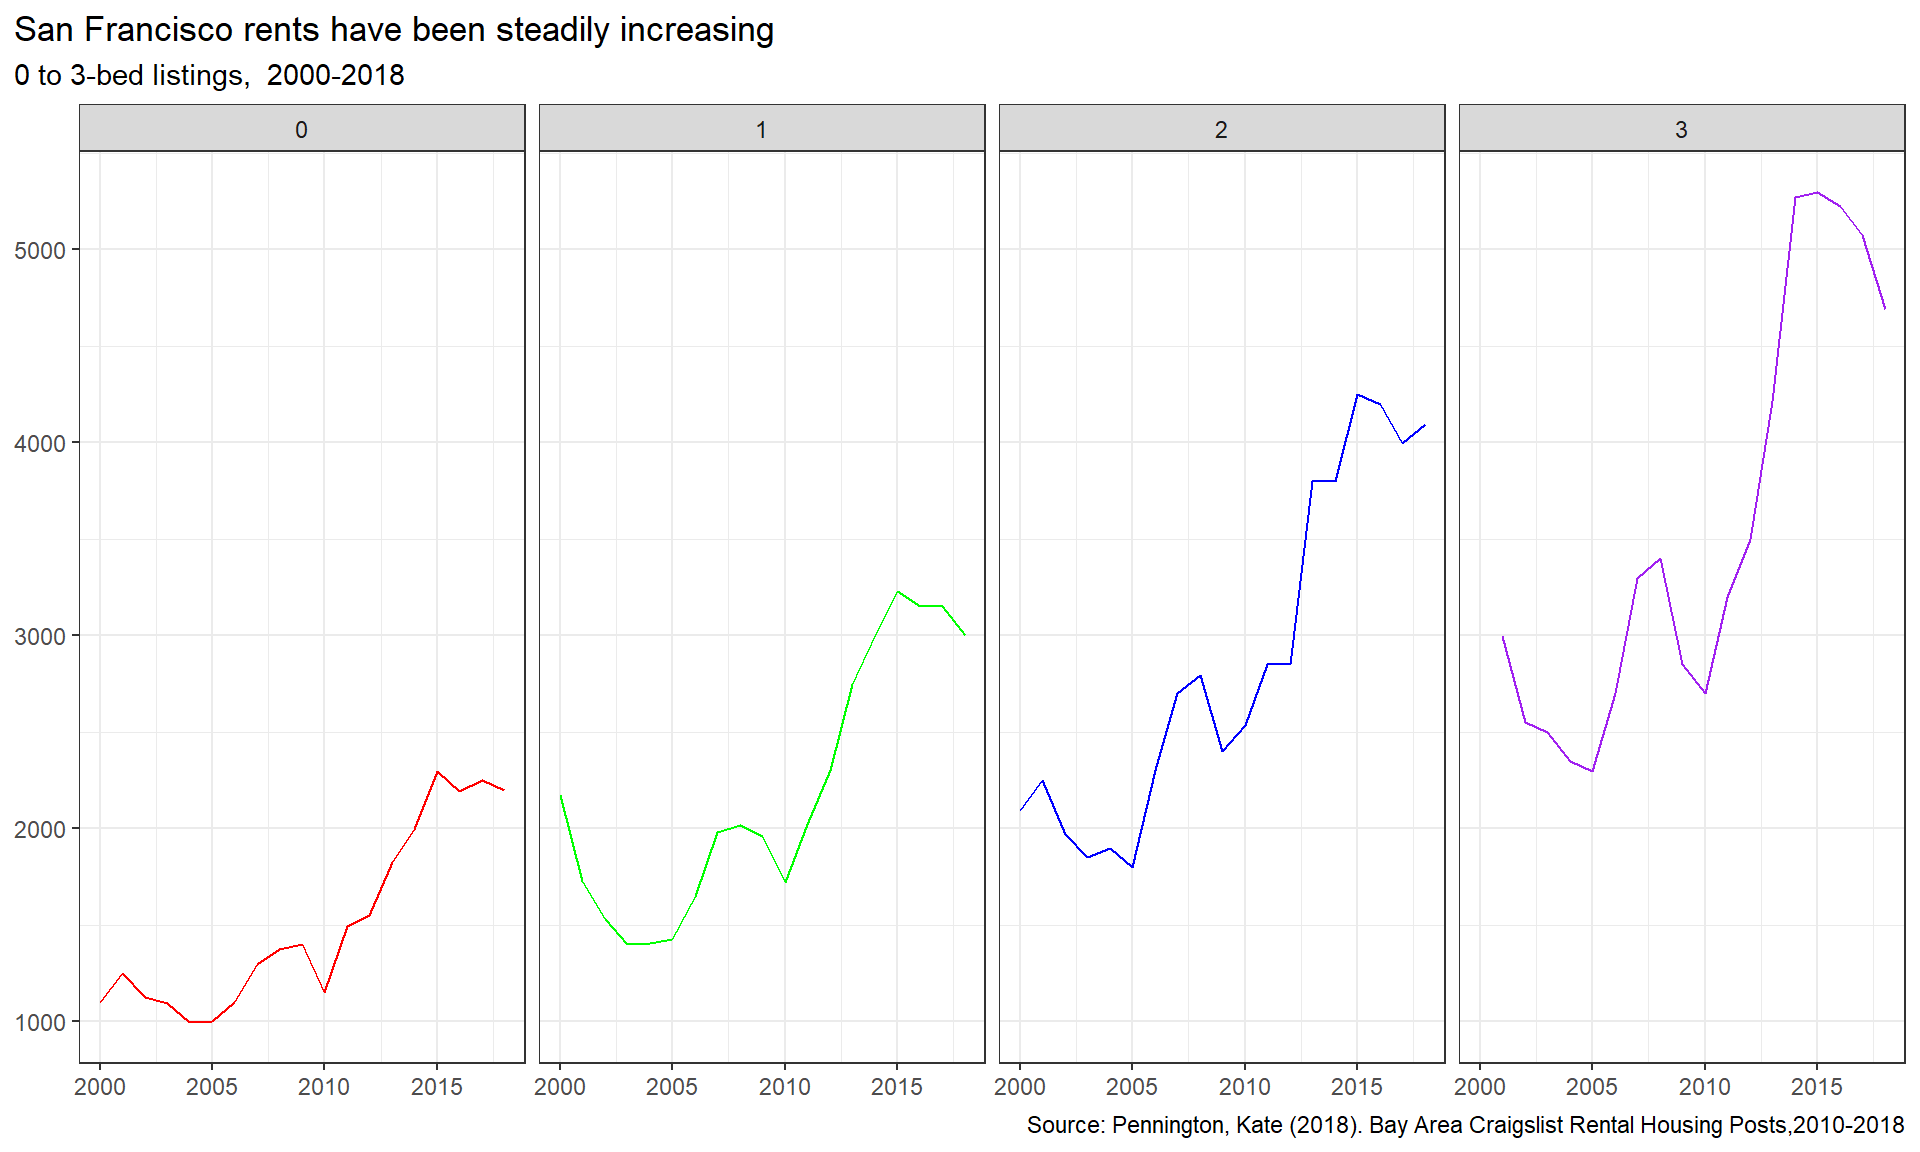 San Francisco rents have been steadily increasing
0 to 3-bed listings,  2000-2018
0
1
2
3
5000
4000
3000
2000
1000
2000 2005 2010 2015
2000 2005 2010 2015
2000 2005 2010 2015
2000 2005 2010 2015
Source: Pennington, Kate (2018). Bay Area Craigslist Rental Housing Posts,2010-2018